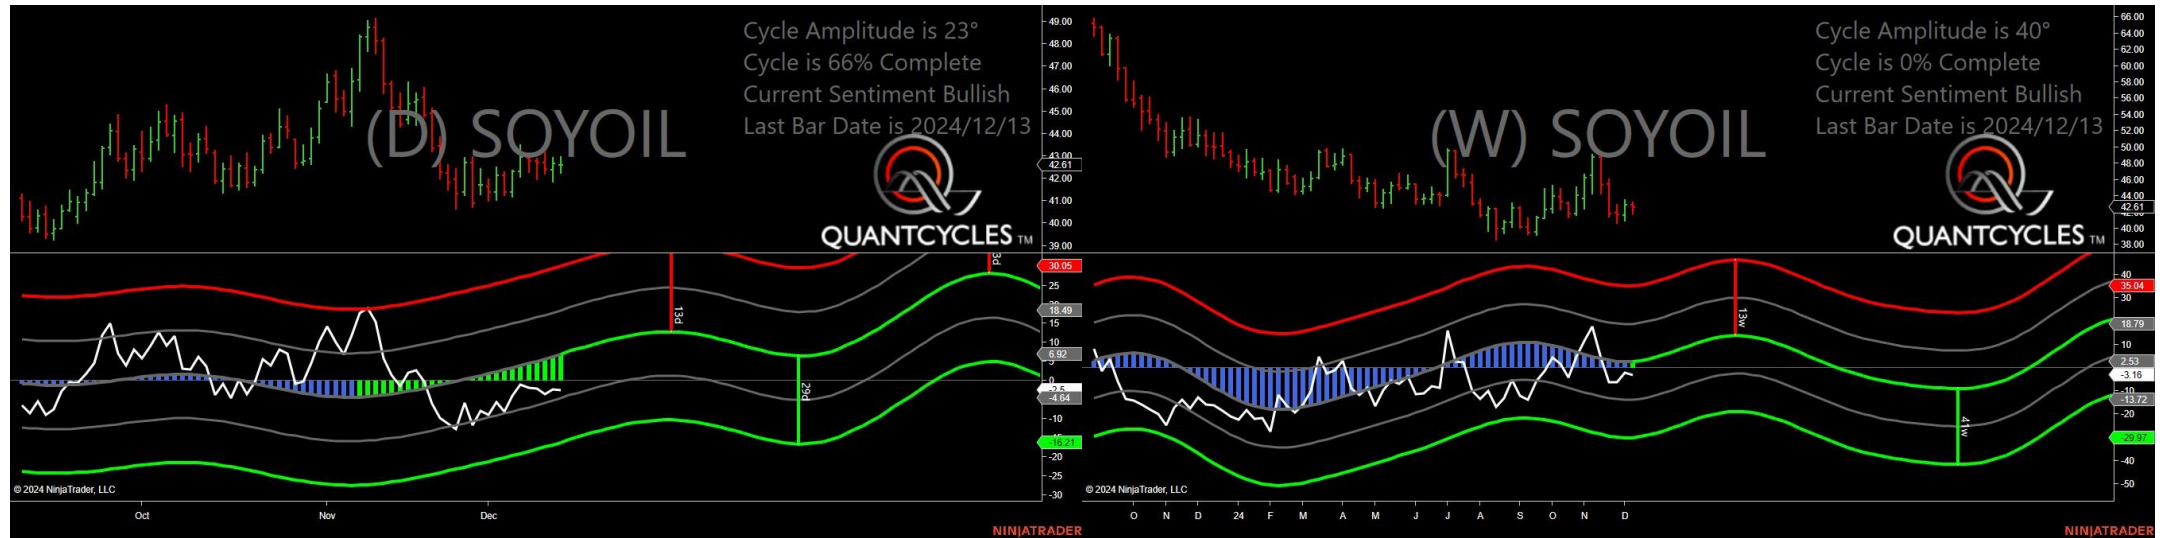 Cycle Amplitude is 23°
Cycle is 66% Complete
Current Sentiment Bullish
Last Bar Date is 2024/12/13
(D) SOYOIL
QUANTCYCLES TM
49.00
48.00
47.00
46.00
45.00
44.00
43.00
42.61
42.00
41.00
40.00
39.00
30.05
25
18.49
15
10
6.92
0
-4.64
-10
-16.21
-20
-25
-30
13d
29d
3d
© 2024 NinjaTrader, LLC
Oct Nov Dec
NINJATRADER
Cycle Amplitude is 40°
Cycle is 0% Complete
Current Sentiment Bullish
Last Bar Date is 2024/12/13
(W) SOYOIL
QUANTCYCLES TM
66.00
64.00
62.00
60.00
58.00
56.00
54.00
52.00
50.00
48.00
46.00
44.00
42.61
40.00
38.00
40
35.04
30
18.79
10
2.53
-3.16
-13.72
-20
-29.97
-40
-50
13w
41w
© 2024 NinjaTrader, LLC
O N D 24 F M A M J J A S O N D
NINJATRADER